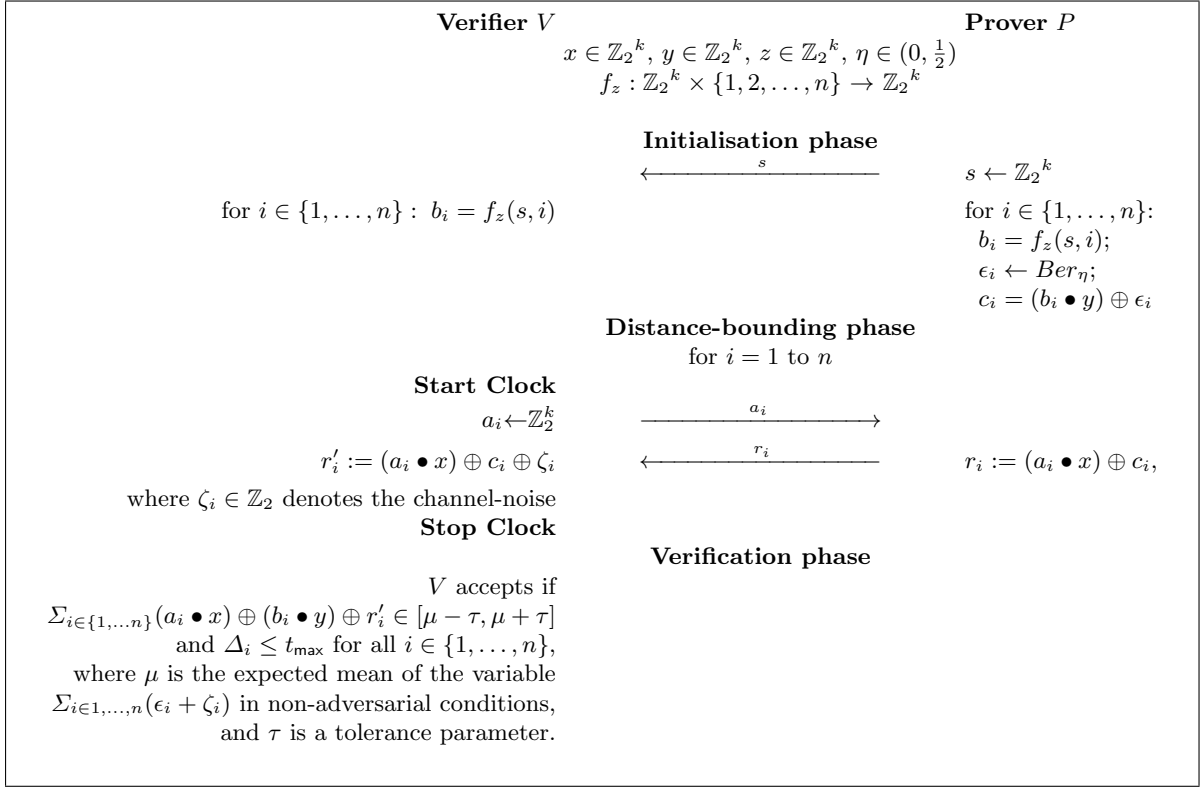 Verifier V Prover P
x ∈ ℤ₂ᵏ, y ∈ ℤ₂ᵏ, z ∈ ℤ₂ᵏ, η ∈ (0, 1/2)
f_z : ℤ₂ᵏ × {1, 2, . . . , n} → ℤ₂ᵏ
Initialisation phase
←s s ← ℤ₂ᵏ
for i ∈ {1, . . . , n} : b_i = f_z(s, i) for i ∈ {1, . . . , n}:
b_i = f_z(s, i);
ϵ_i ← Ber_η;
c_i = (b_i • y) ⊕ ϵ_i
Distance-bounding phase
for i = 1 to n
Start Clock
a_i←ℤ₂ᵏ a_i→
r′_i := (a_i • x) ⊕ c_i ⊕ ζ_i ←r_i r_i := (a_i • x) ⊕ c_i,
where ζ_i ∈ ℤ₂ denotes the channel-noise
Stop Clock
Verification phase
V accepts if
Σ_{i∈{1,...n}}(a_i • x) ⊕ (b_i • y) ⊕ r′_i ∈ [μ − τ, μ + τ]
and Δ_i ≤ t_max for all i ∈ {1, . . . , n},
where μ is the expected mean of the variable
Σ_{i∈1,...,n}(ϵ_i + ζ_i) in non-adversarial conditions,
and τ is a tolerance parameter.